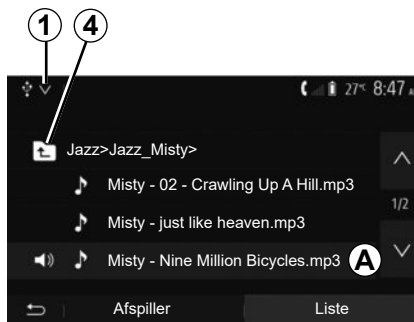 1 4
27°C 8:47
Jazz>Jazz_Misty>
Misty - 02 - Crawling Up A Hill.mp3
1/2
Misty - just like heaven.mp3
Misty - Nine Million Bicycles.mp3 A
Afspiller Liste